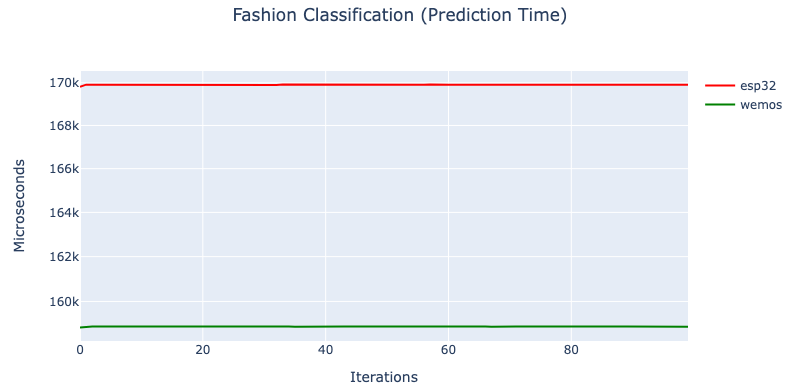 Fashion Classification (Prediction Time)
170k
168k
166k
164k
162k
160k
Microseconds
0 20 40 60 80
Iterations
esp32
wemos